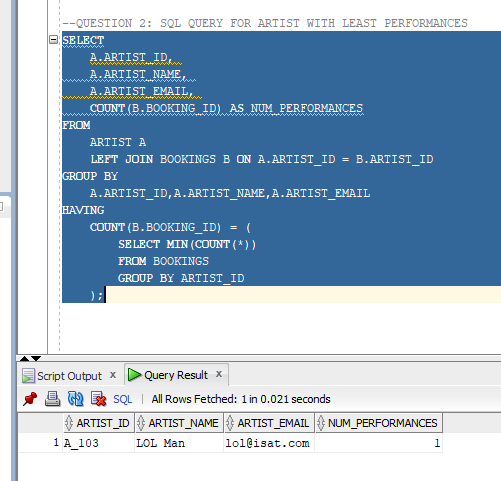 --QUESTION 2: SQL QUERY FOR ARTIST WITH LEAST PERFORMANCES
SELECT
A.ARTIST_ID,
A.ARTIST_NAME,
A.ARTIST_EMAIL,
COUNT(B.BOOKING_ID) AS NUM_PERFORMANCES
FROM
ARTIST A
LEFT JOIN BOOKINGS B ON A.ARTIST_ID = B.ARTIST_ID
GROUP BY
A.ARTIST_ID,A.ARTIST_NAME,A.ARTIST_EMAIL
HAVING
COUNT(B.BOOKING_ID) = (
SELECT MIN(COUNT(*))
FROM BOOKINGS
GROUP BY ARTIST_ID
);
Script Output x Query Result x
SQL | All Rows Fetched: 1 in 0.021 seconds
ARTIST_ID ARTIST_NAME ARTIST_EMAIL NUM_PERFORMANCES
1 A_103 LOL Man lol@isat.com 1